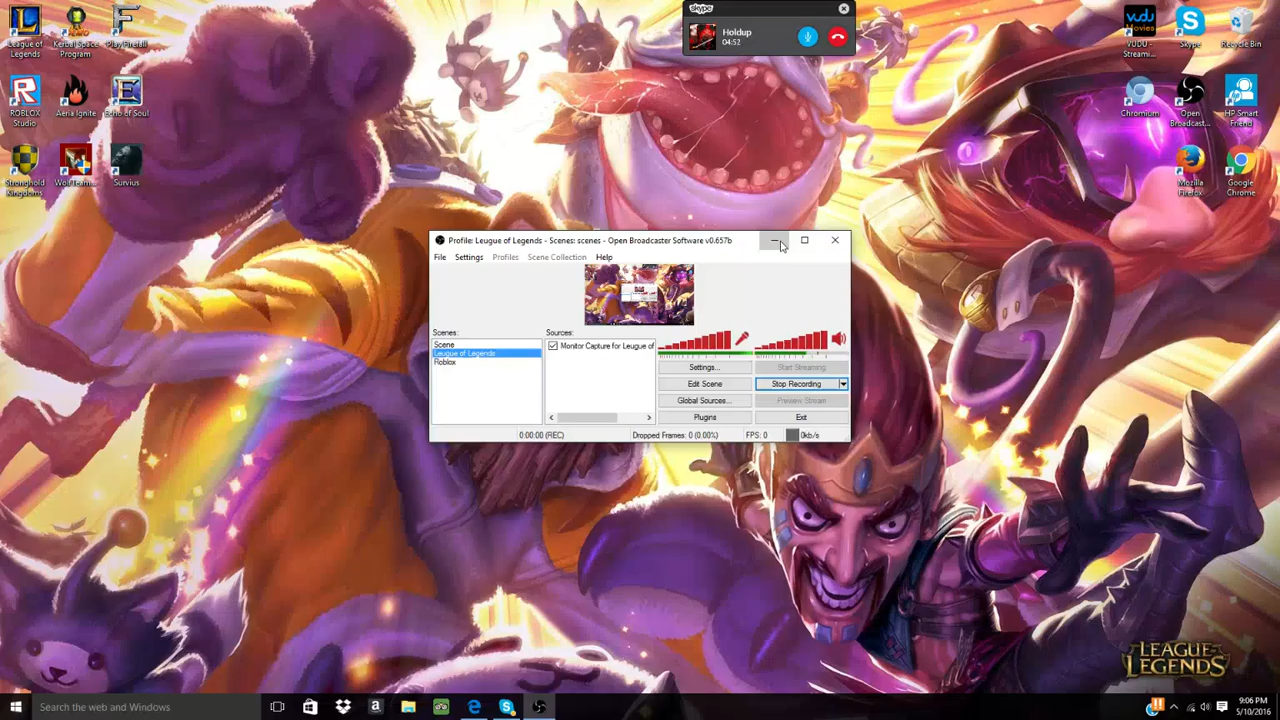 League of
Legends
Kerbal Space
Program
Play Firefall
ROBLOX
Studio
Aeria Ignite
Echo of Soul
Stronghold
Kingdoms
WolfTeam...
Survius
skype
Holdup
04:52
VUDU -
Streami...
Skype
Recycle Bin
Chromium
Open
Broadcast...
HP Smart
Friend
Mozilla
Firefox
Google
Chrome
Profile: Leugue of Legends - Scenes: scenes - Open Broadcaster Software v0.657b
File Settings Profiles Scene Collection Help
Scenes:
Scene
Leugue of Legends
Roblox
Sources:
Monitor Capture for Leugue of
Settings...
Start Streaming
Edit Scene
Stop Recording
Global Sources...
Preview Stream
Plugins
Exit
0:00:00 (REC)
Dropped Frames: 0 (0.00%)
FPS: 0
0kb/s
LEAGUE OF
LEGENDS
Search the web and Windows
9:06 PM
5/10/2016